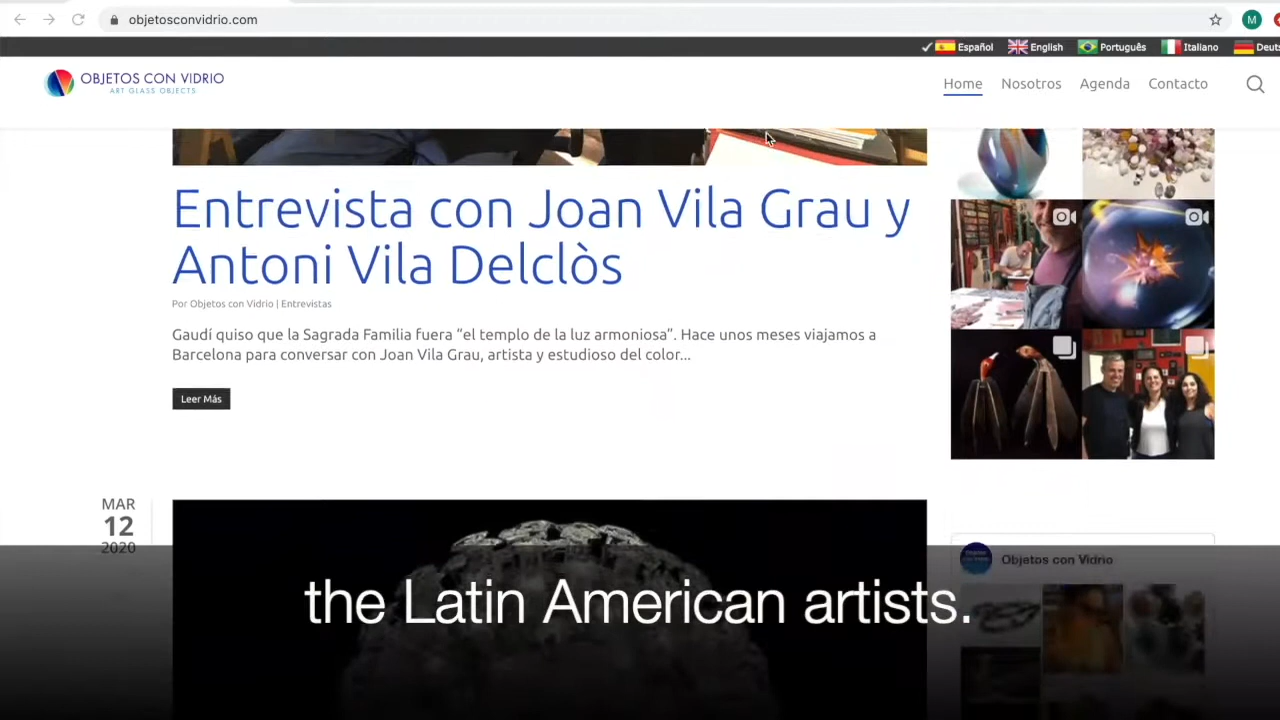 objetosconvidrio.com
M
Español English Português Italiano Deuts
OBJETOS CON VIDRIO
ART GLASS OBJECTS
Home Nosotros Agenda Contacto
Entrevista con Joan Vila Grau y
Antoni Vila Delclòs
Por Objetos con Vidrio | Entrevistas
Gaudí quiso que la Sagrada Familia fuera “el templo de la luz armoniosa”. Hace unos meses viajamos a
Barcelona para conversar con Joan Vila Grau, artista y estudioso del color...
Leer Más
MAR
12
2020
Objetos con Vidrio
the Latin American artists.